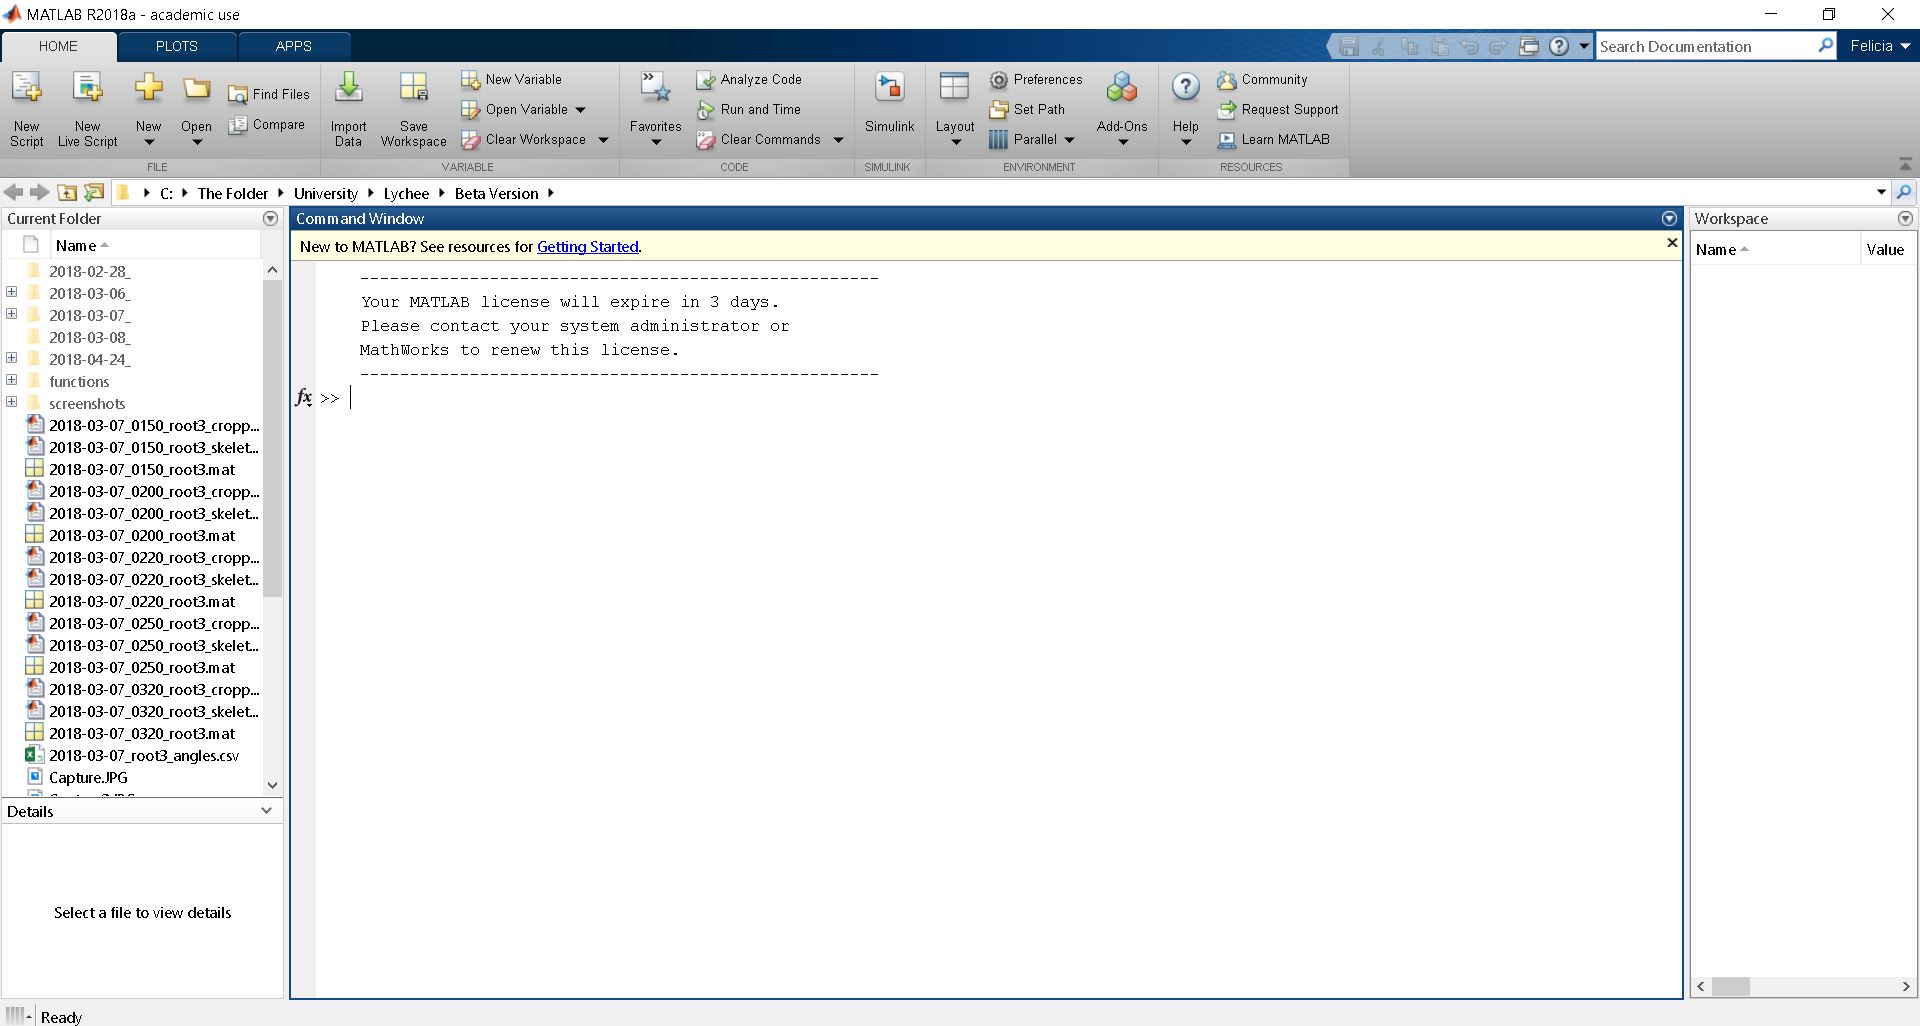 MATLAB R2018a - academic use
HOME
PLOTS
APPS
Search Documentation
Felicia
New Script
New Live Script
New
Open
Find Files
Compare
Import Data
Save Workspace
New Variable
Open Variable
Clear Workspace
Favorites
Analyze Code
Run and Time
Clear Commands
Simulink
Layout
Preferences
Set Path
Parallel
Add-Ons
Help
Community
Request Support
Learn MATLAB
FILE
VARIABLE
CODE
SIMULINK
ENVIRONMENT
RESOURCES
C: The Folder University Lychee Beta Version
Current Folder
Name
2018-02-28_
2018-03-06_
2018-03-07_
2018-03-08_
2018-04-24_
functions
screenshots
2018-03-07_0150_root3_cropp...
2018-03-07_0150_root3_skelet...
2018-03-07_0150_root3.mat
2018-03-07_0200_root3_cropp...
2018-03-07_0200_root3_skelet...
2018-03-07_0200_root3.mat
2018-03-07_0220_root3_cropp...
2018-03-07_0220_root3_skelet...
2018-03-07_0220_root3.mat
2018-03-07_0250_root3_cropp...
2018-03-07_0250_root3_skelet...
2018-03-07_0250_root3.mat
2018-03-07_0320_root3_cropp...
2018-03-07_0320_root3_skelet...
2018-03-07_0320_root3.mat
2018-03-07_root3_angles.csv
Capture.JPG
Details
Select a file to view details
Command Window
New to MATLAB? See resources for Getting Started.
----------------------------------------------------
Your MATLAB license will expire in 3 days.
Please contact your system administrator or
MathWorks to renew this license.
----------------------------------------------------
fx >>
Workspace
Name
Value
Ready